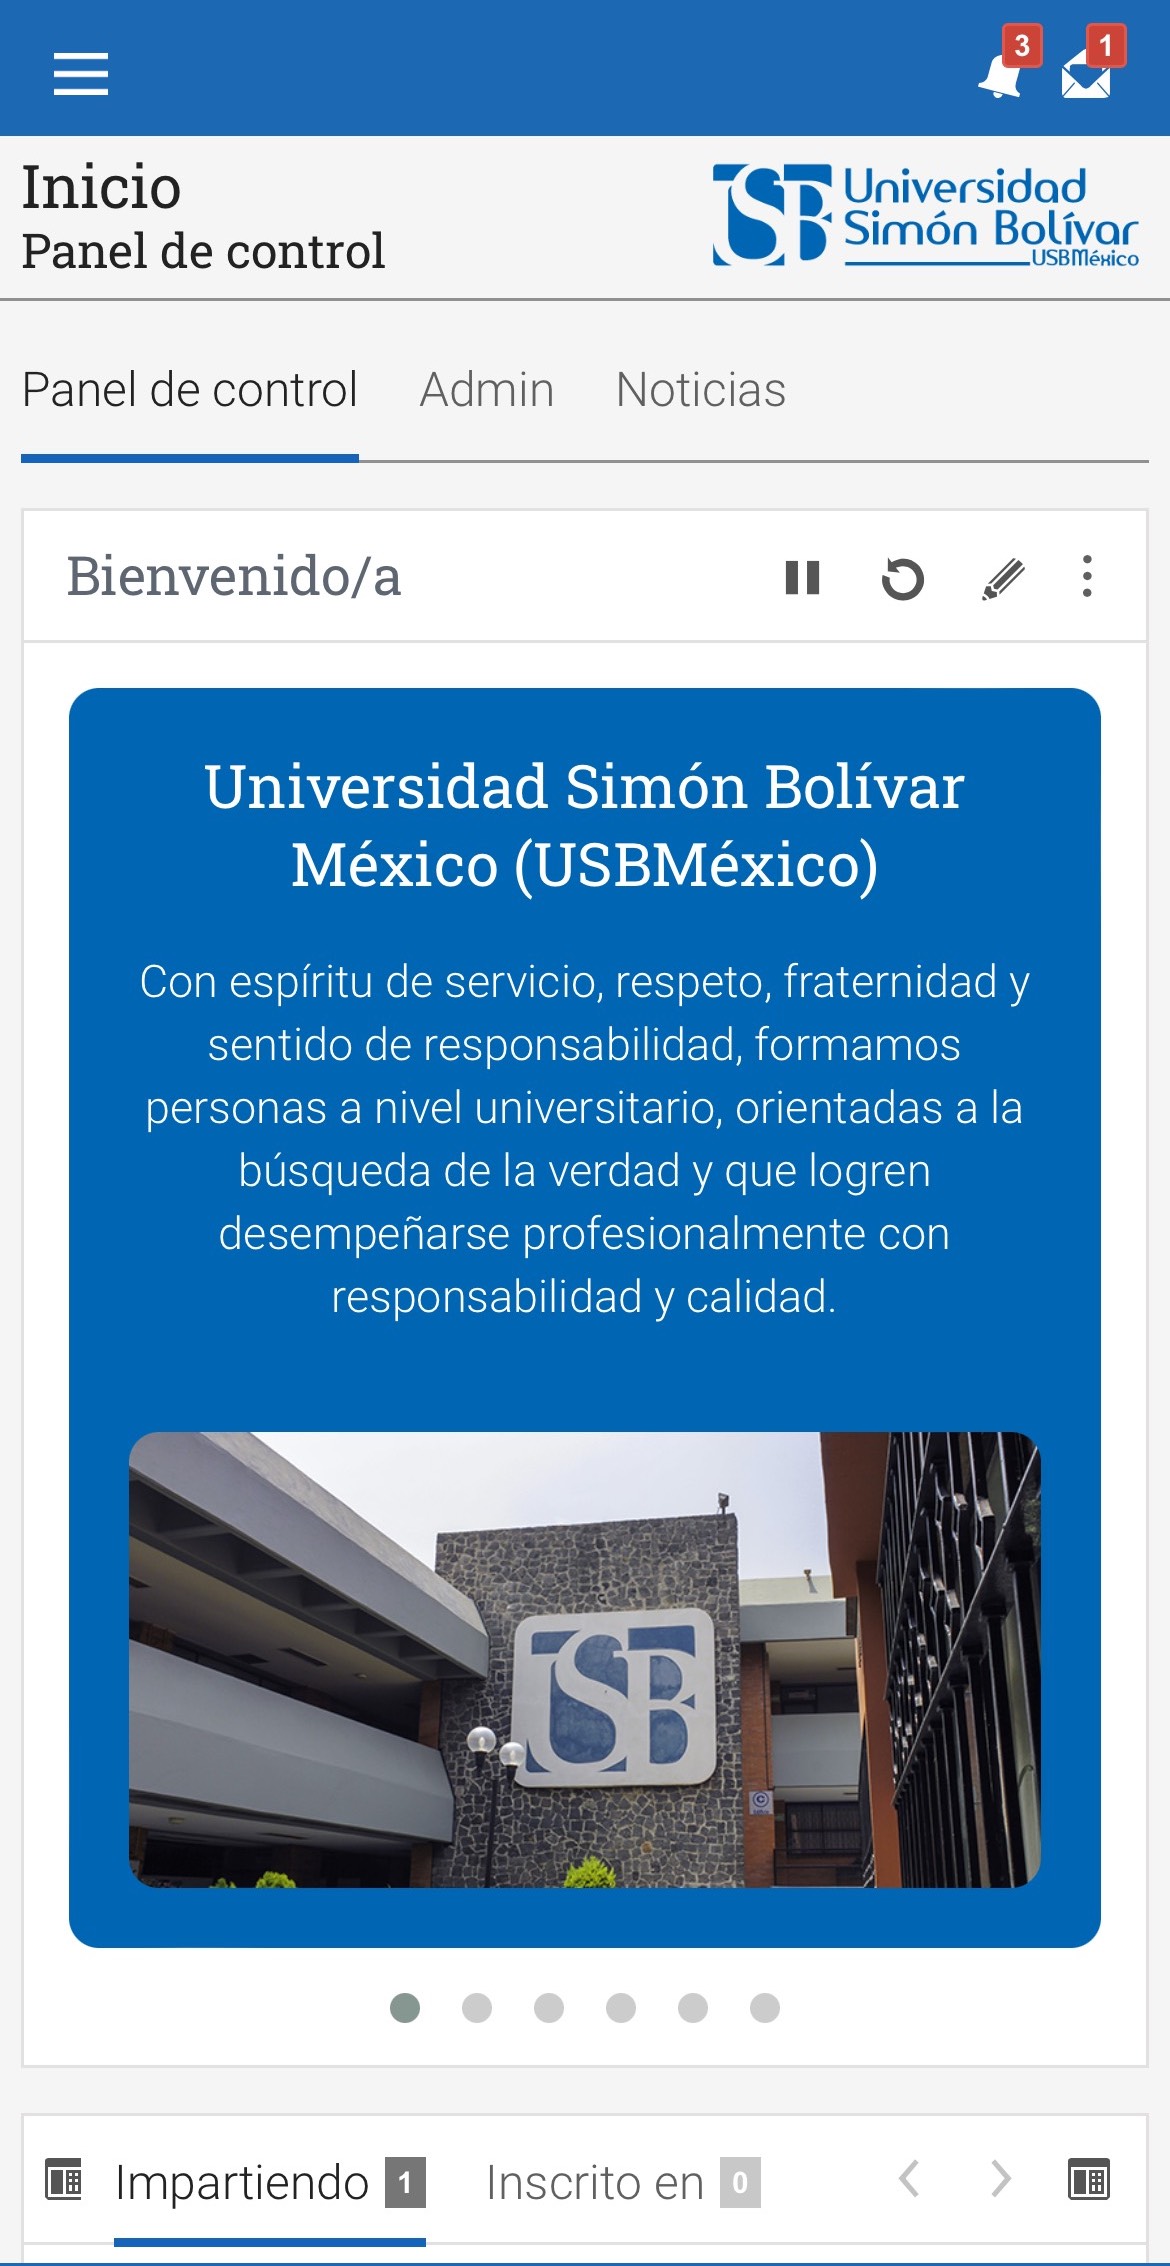 3
1
Inicio
Panel de control
SB
Universidad
Simón Bolívar
USBMéxico
Panel de control
Admin
Noticias
Bienvenido/a
Universidad Simón Bolívar
México (USBMéxico)
Con espíritu de servicio, respeto, fraternidad y
sentido de responsabilidad, formamos
personas a nivel universitario, orientadas a la
búsqueda de la verdad y que logren
desempeñarse profesionalmente con
responsabilidad y calidad.
SB
Impartiendo 1
Inscrito en 0